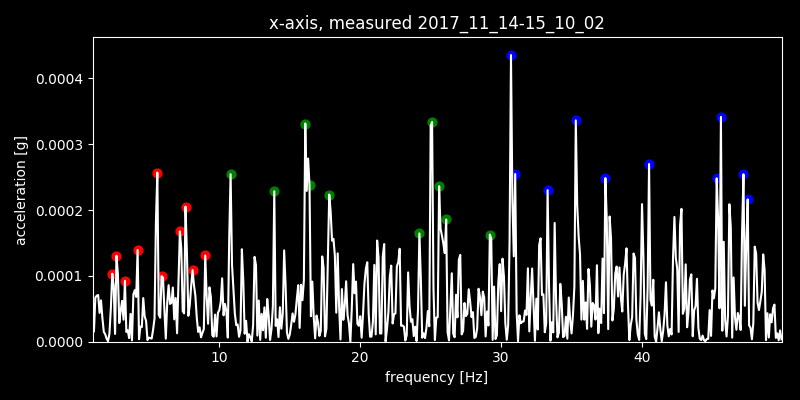 x-axis, measured 2017_11_14-15_10_02
0.0004
0.0003
0.0002
0.0001
0.0000
acceleration [g]
10 20 30 40
frequency [Hz]